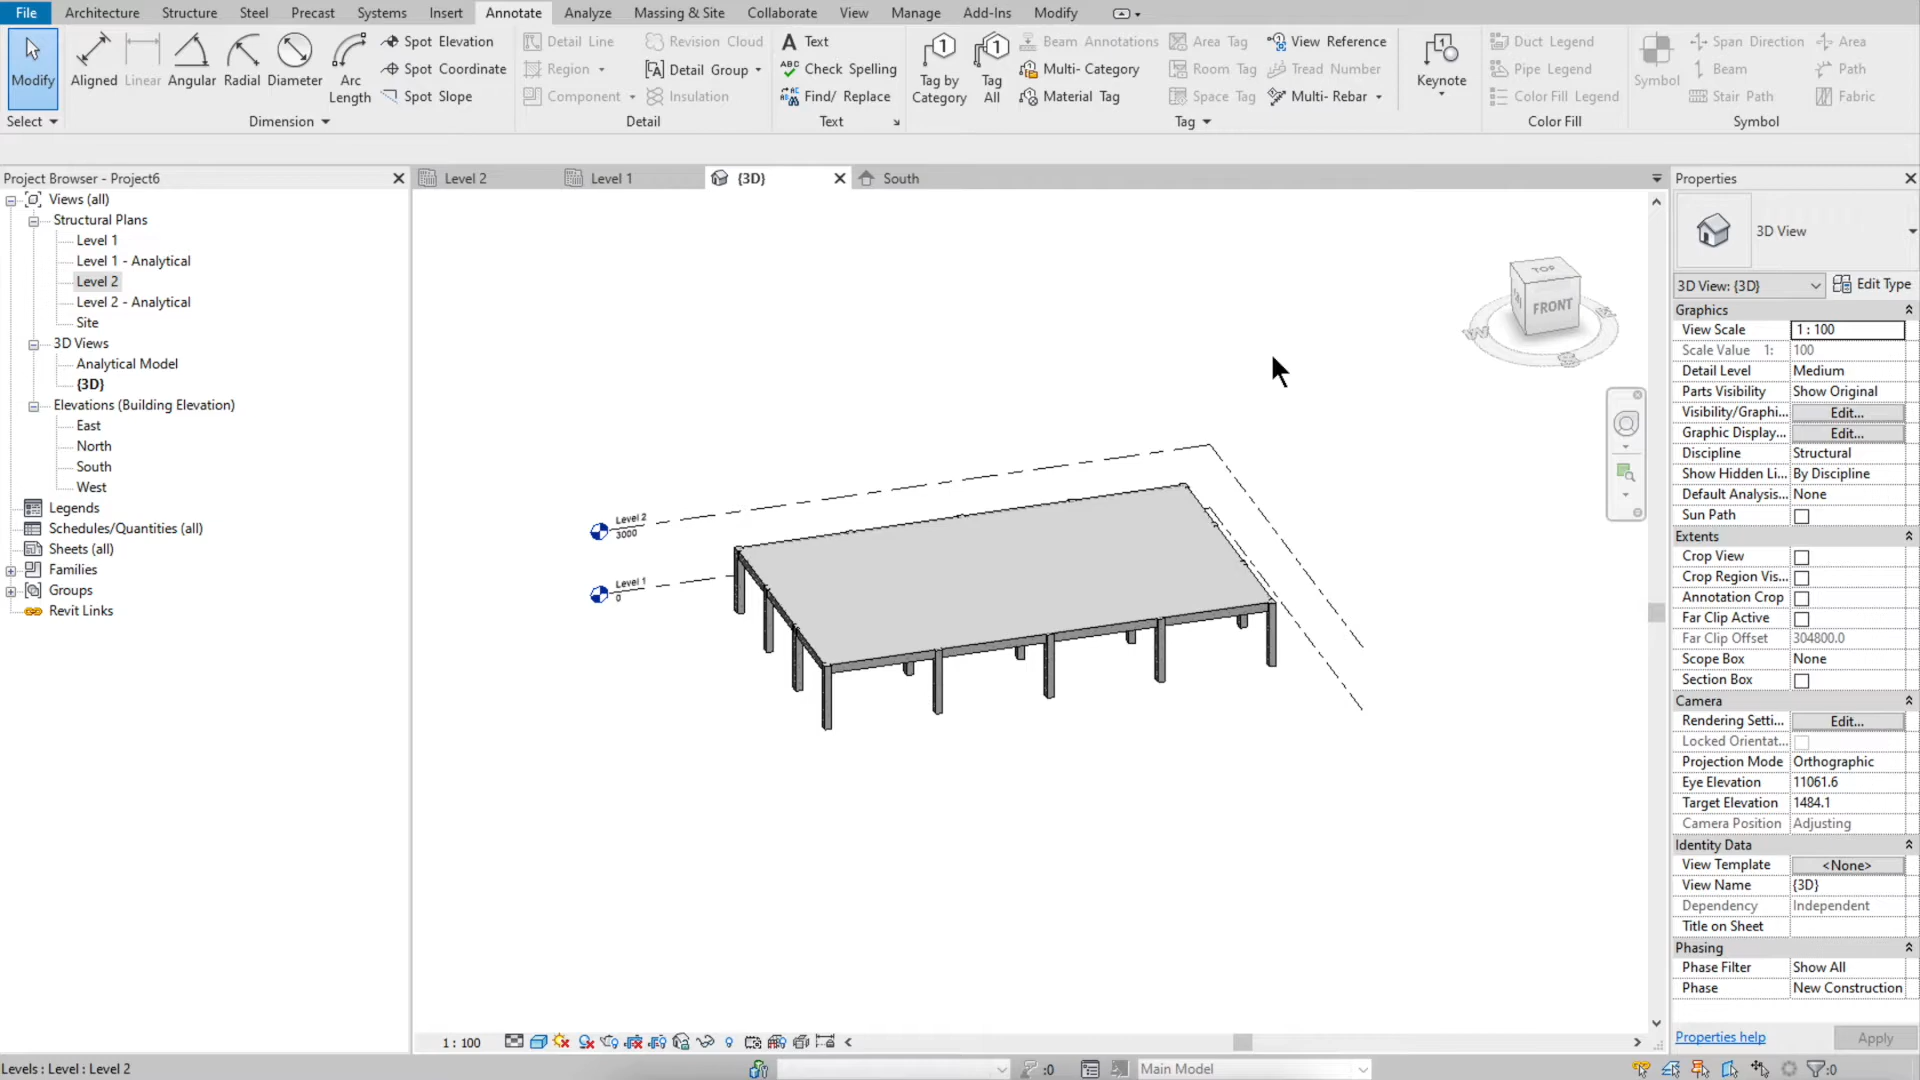 File Architecture Structure Steel Precast Systems Insert Annotate Analyze Massing & Site Collaborate View Manage Add-Ins Modify
Modify
Select
Aligned
Linear
Angular
Radial
Diameter
Arc
Length
Spot Elevation
Spot Coordinate
Spot Slope
Dimension
Detail Line
Region
Component
Revision Cloud
Detail Group
Insulation
Detail
Text
Check Spelling
Find/ Replace
Text
Tag by
Category
Tag
All
Beam Annotations
Multi- Category
Material Tag
Area Tag
Room Tag
Space Tag
View Reference
Tread Number
Multi- Rebar
Tag
Keynote
Duct Legend
Pipe Legend
Color Fill Legend
Color Fill
Symbol
Span Direction
Beam
Stair Path
Area
Path
Fabric
Symbol
Project Browser - Project6
Views (all)
Structural Plans
Level 1
Level 1 - Analytical
Level 2
Level 2 - Analytical
Site
3D Views
Analytical Model
{3D}
Elevations (Building Elevation)
East
North
South
West
Legends
Schedules/Quantities (all)
Sheets (all)
Families
Groups
Revit Links
Level 2 Level 1 {3D} South
TOP
FRONT
Level 2
3000
Level 1
0
Properties
3D View
3D View: {3D} Edit Type
Graphics
View Scale 1 : 100
Scale Value 1: 100
Detail Level Medium
Parts Visibility Show Original
Visibility/Graphi... Edit...
Graphic Display... Edit...
Discipline Structural
Show Hidden Li... By Discipline
Default Analysis... None
Sun Path
Extents
Crop View
Crop Region Vis...
Annotation Crop
Far Clip Active
Far Clip Offset 304800.0
Scope Box None
Section Box
Camera
Rendering Setti... Edit...
Locked Orientat...
Projection Mode Orthographic
Eye Elevation 11061.6
Target Elevation 1484.1
Camera Position Adjusting
Identity Data
View Template <None>
View Name {3D}
Dependency Independent
Title on Sheet
Phasing
Phase Filter Show All
Phase New Construction
Properties help Apply
1 : 100
Levels : Level : Level 2
:0
Main Model
:0